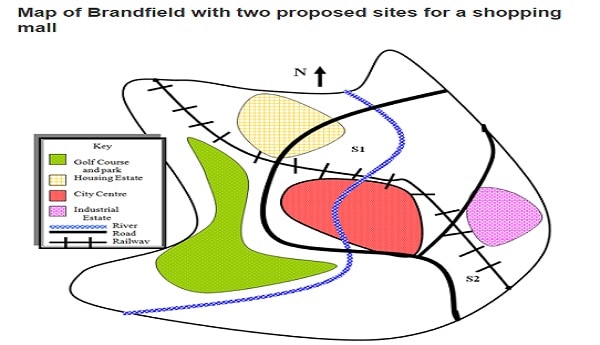 Map of Brandfield with two proposed sites for a shopping
mall
N
S1
Key
Golf Course
and park
Housing Estate
City Centre
Industrial
Estate
River
Road
Railway
S2